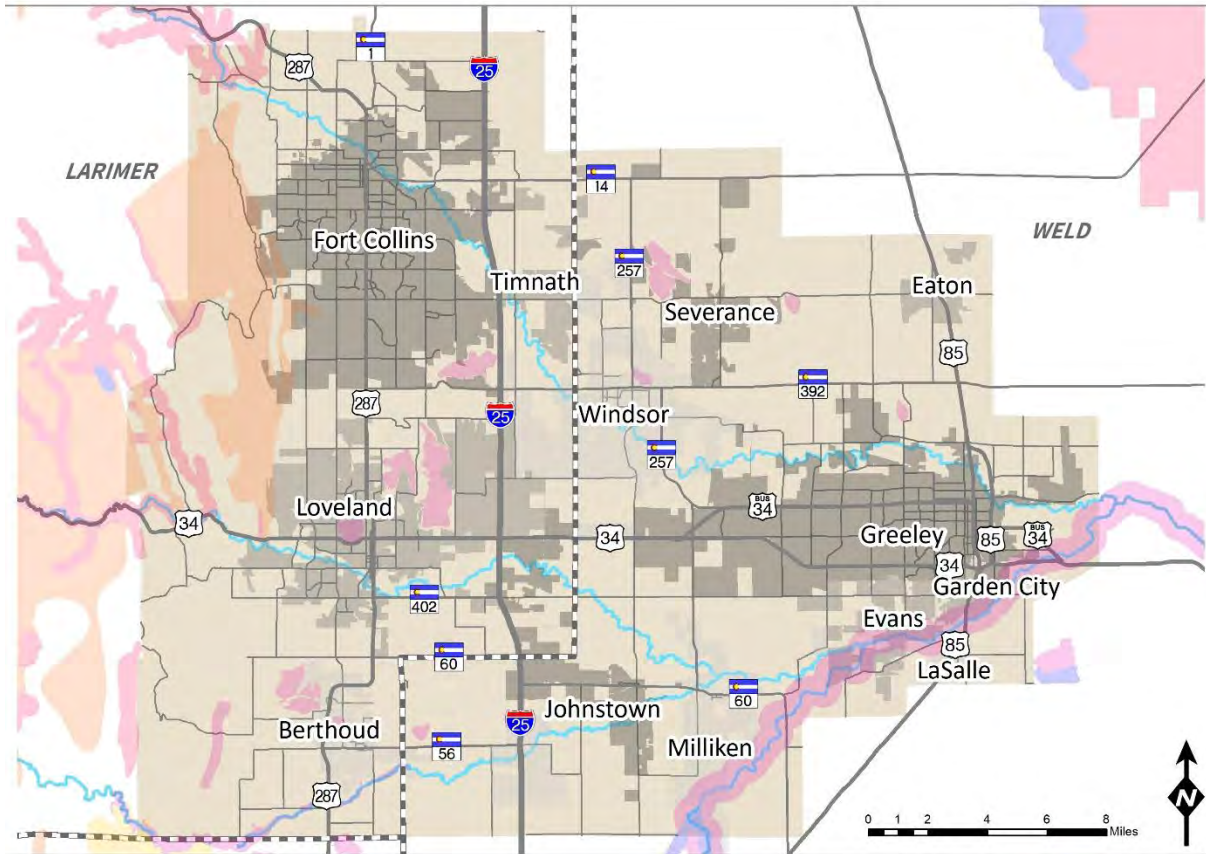 1
287
25
LARIMER
14
WELD
Fort Collins
257
Timnath
Eaton
Severance
85
392
287
25
Windsor
257
Loveland
34
BUS
34
34
Greeley
85
BUS
34
34
Garden City
402
Evans
85
60
LaSalle
60
Johnstown
25
Berthoud
56
Milliken
287
N
0 1 2 4 6 8
Miles